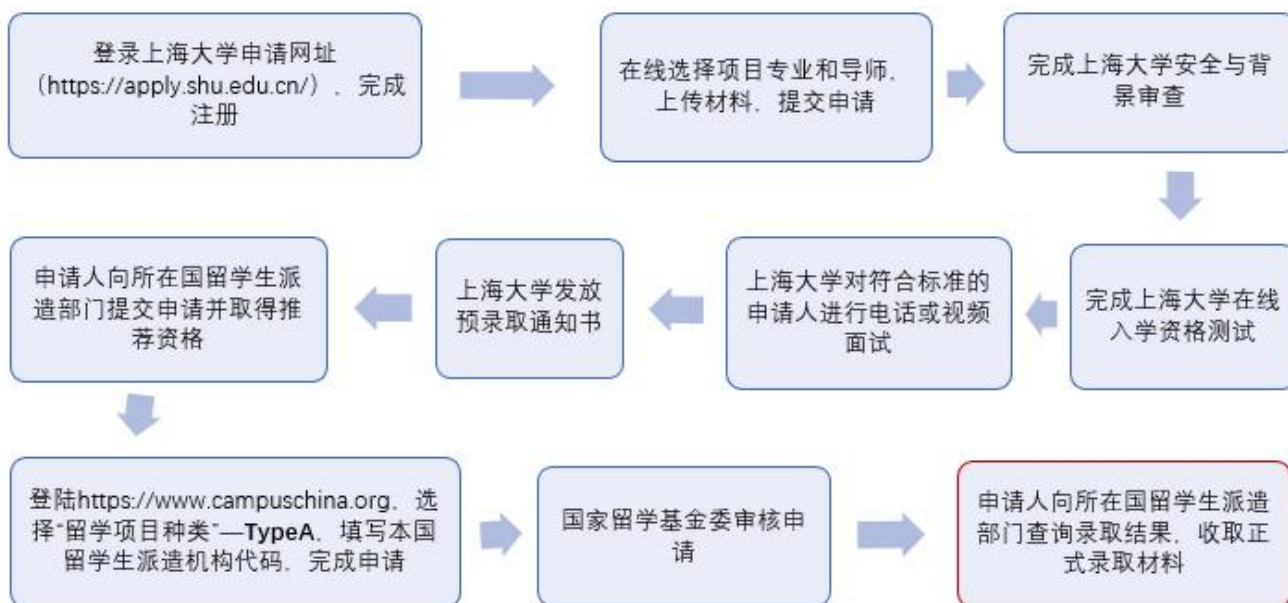 登录上海大学申请网址
（https://apply.shu.edu.cn/），完成
注册
在线选择项目专业和导师，
上传材料，提交申请
完成上海大学安全与背
景审查
完成上海大学在线
入学资格测试
上海大学对符合标准的
申请人进行电话或视频
面试
上海大学发放
预录取通知书
申请人向所在国留学生派
遣部门提交申请并取得推
荐资格
登陆https://www.campuschina.org，选
择“留学项目种类”—TypeA，填写本国
留学生派遣机构代码，完成申请
国家留学基金委审核申
请
申请人向所在国留学生派遣
部门查询录取结果，收取正
式录取材料